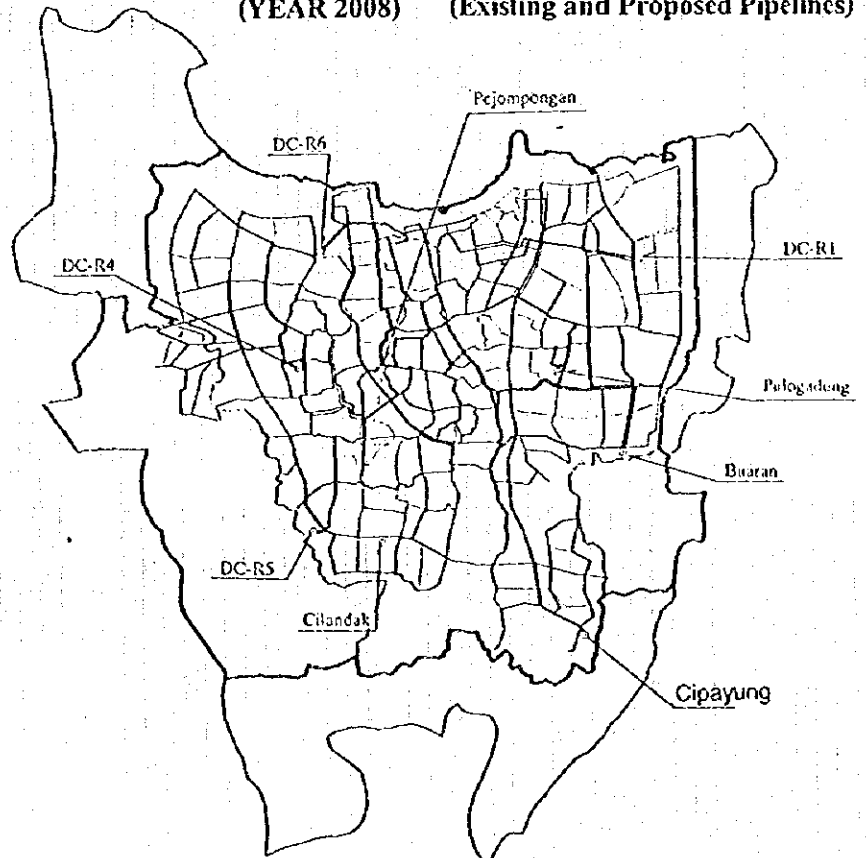 (YEAR 2008) (Existing and Proposed Pipelines)
Pejompongan
DC-R6
DC-R4
DC-R1
Pulogadung
Buaran
DC-R5
Cilandak
Cipayung